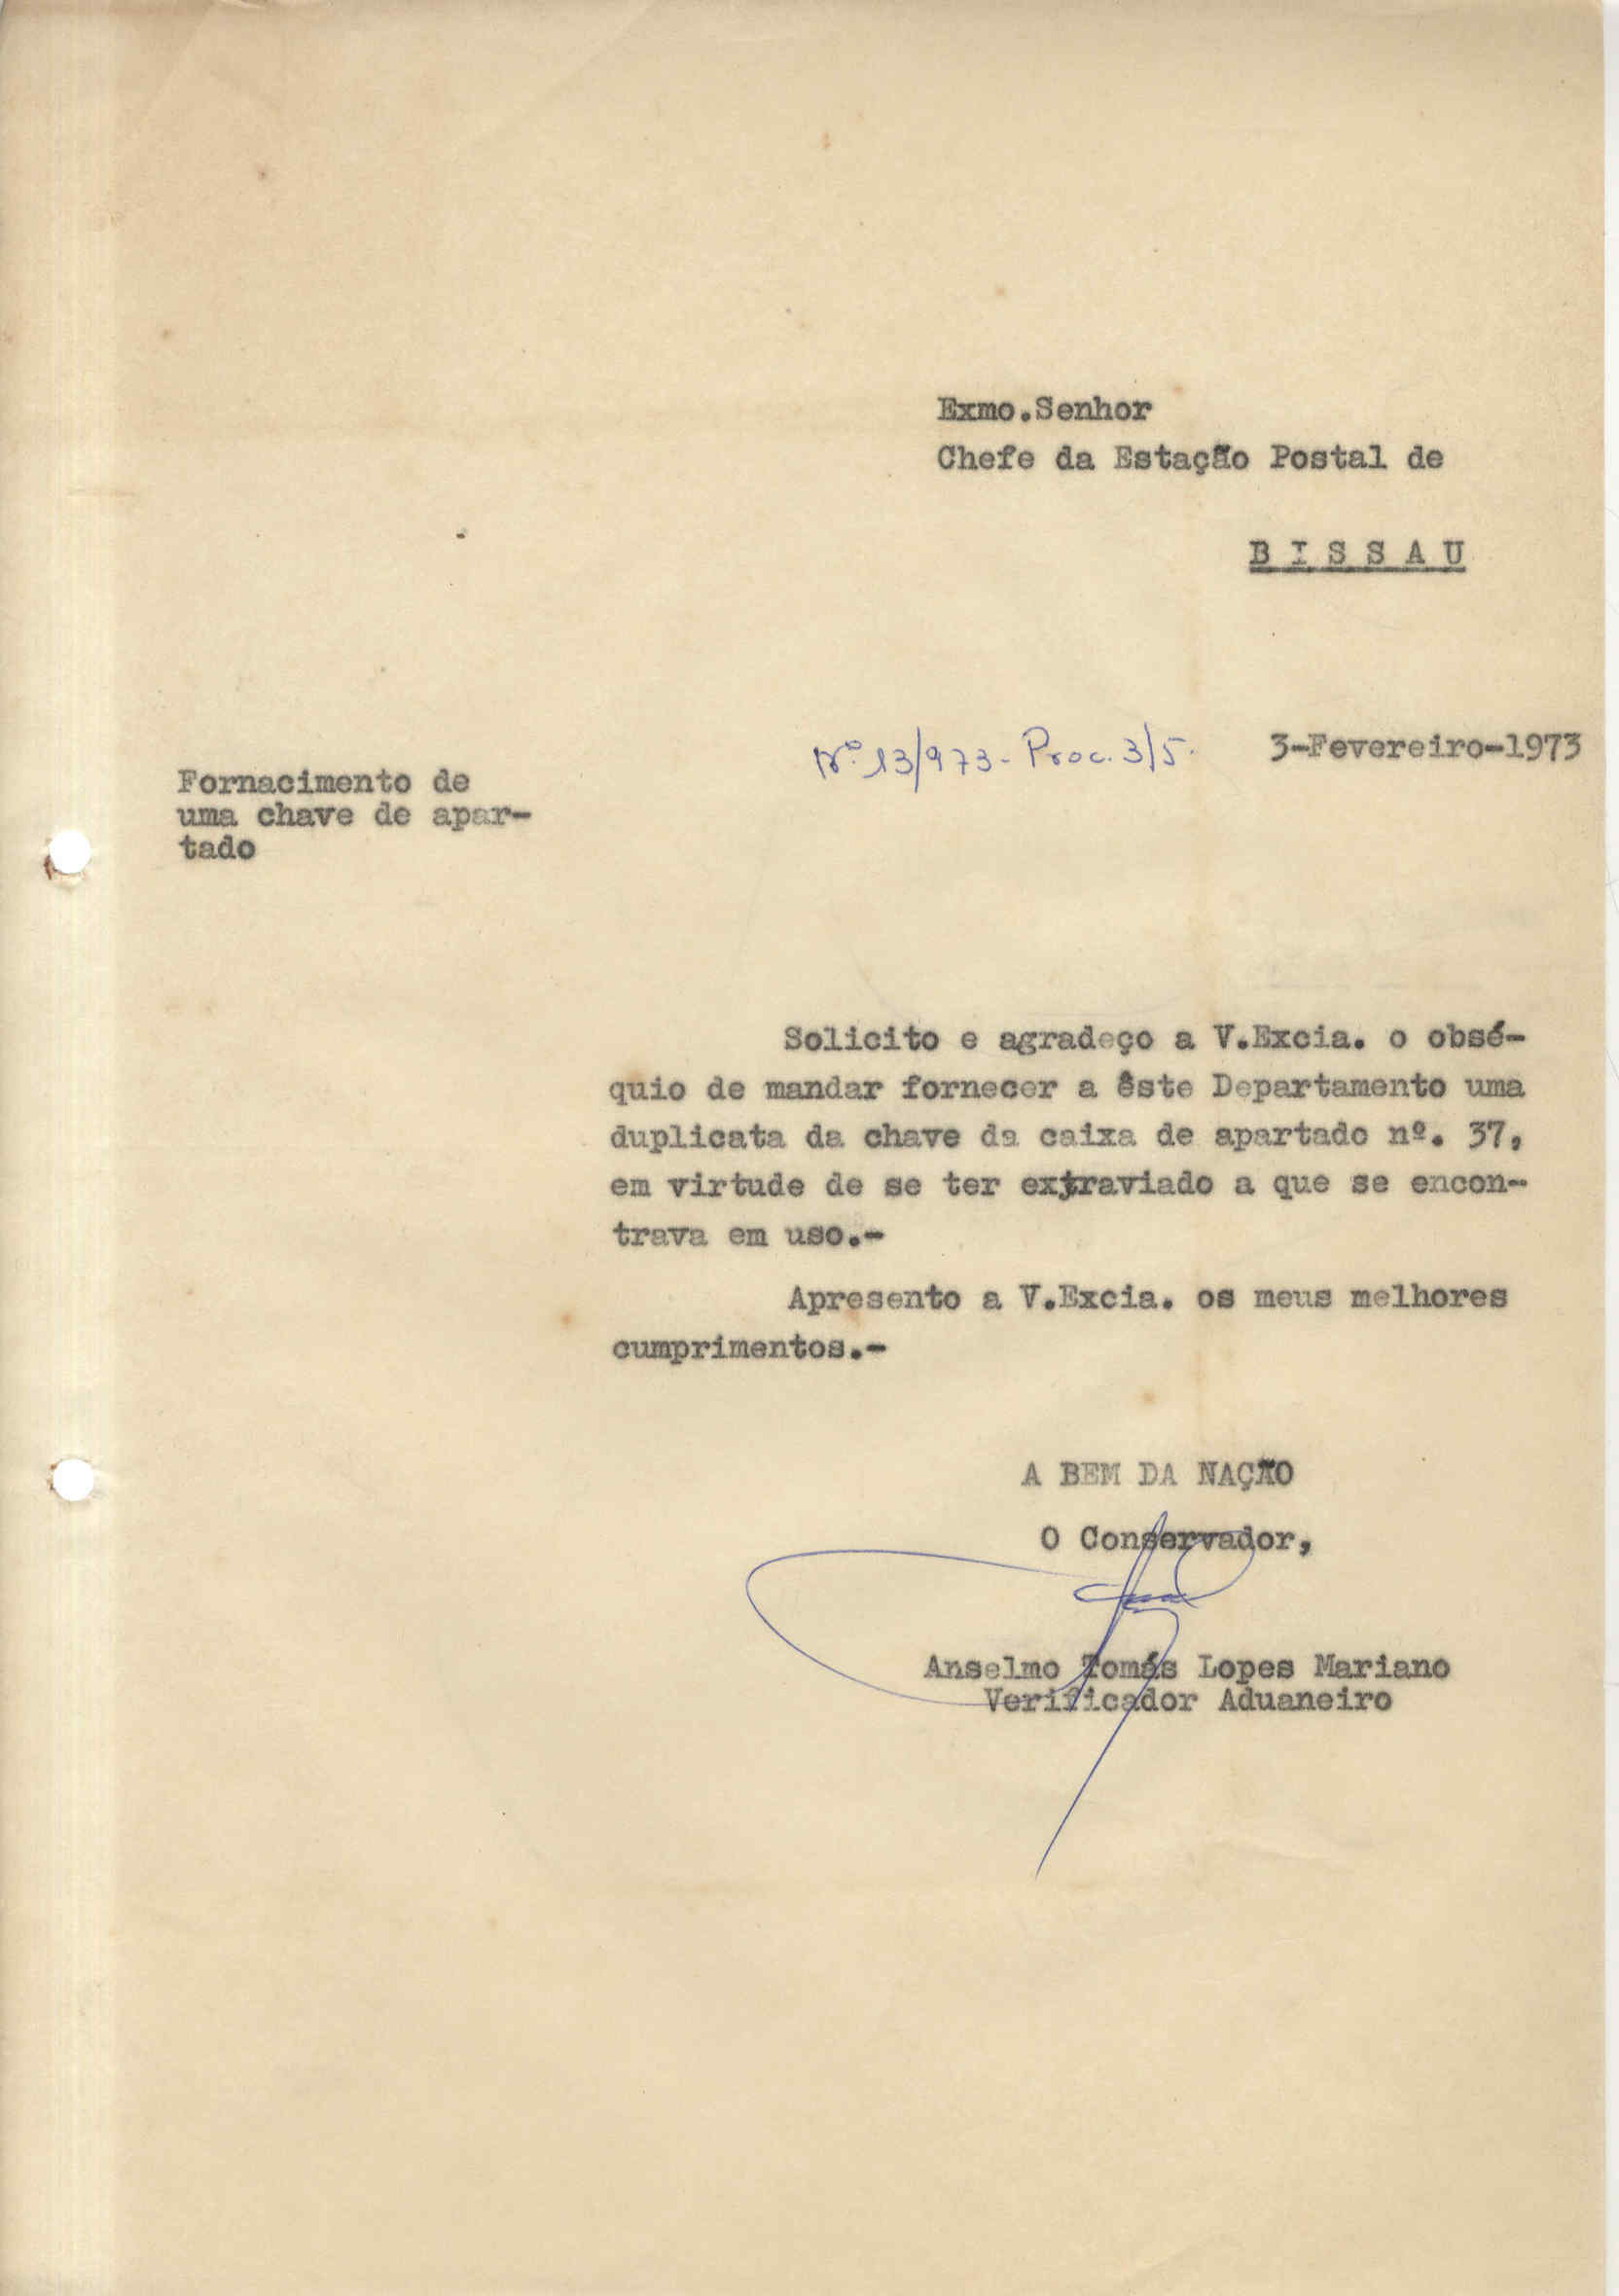 Exmo.Senhor
Chefe da Estação Postal de
B I S S A U
Nº 13/973- Proc. 3/5.
3-Fevereiro-1973
Fornacimento de
uma chave de apar-
tado
Solicito e agradeço a V.Excia. o obsé-
quio de mandar fornecer a êste Departamento uma
duplicata da chave da caixa de apartado nº. 37,
em virtude de se ter extraviado a que se encon-
trava em uso.-
Apresento a V.Excia. os meus melhores
cumprimentos.-
A BEM DA NAÇÃO
O Conservador,
Anselmo Tomás Lopes Mariano
Verificador Aduaneiro